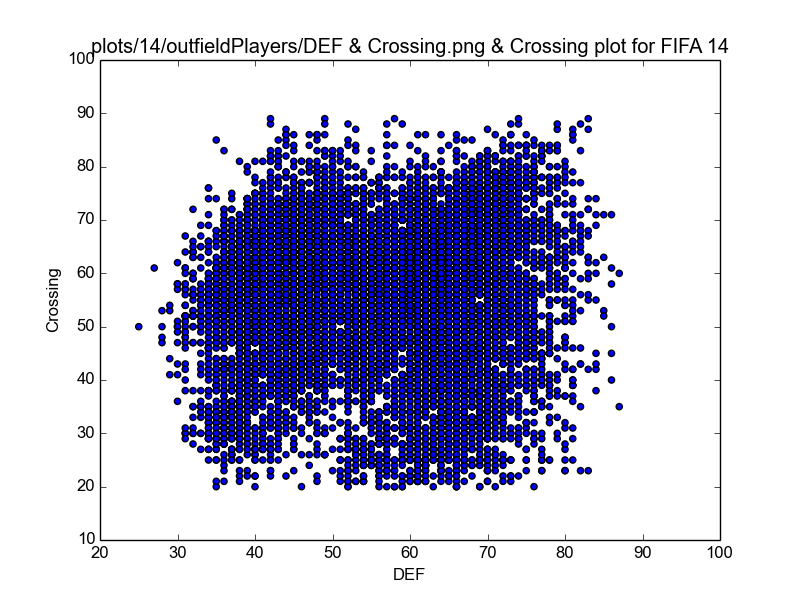 plots/14/outfieldPlayers/DEF & Crossing.png & Crossing plot for FIFA 14
100
90
80
70
60
50
40
30
20
10
Crossing
20 30 40 50 60 70 80 90 100
DEF